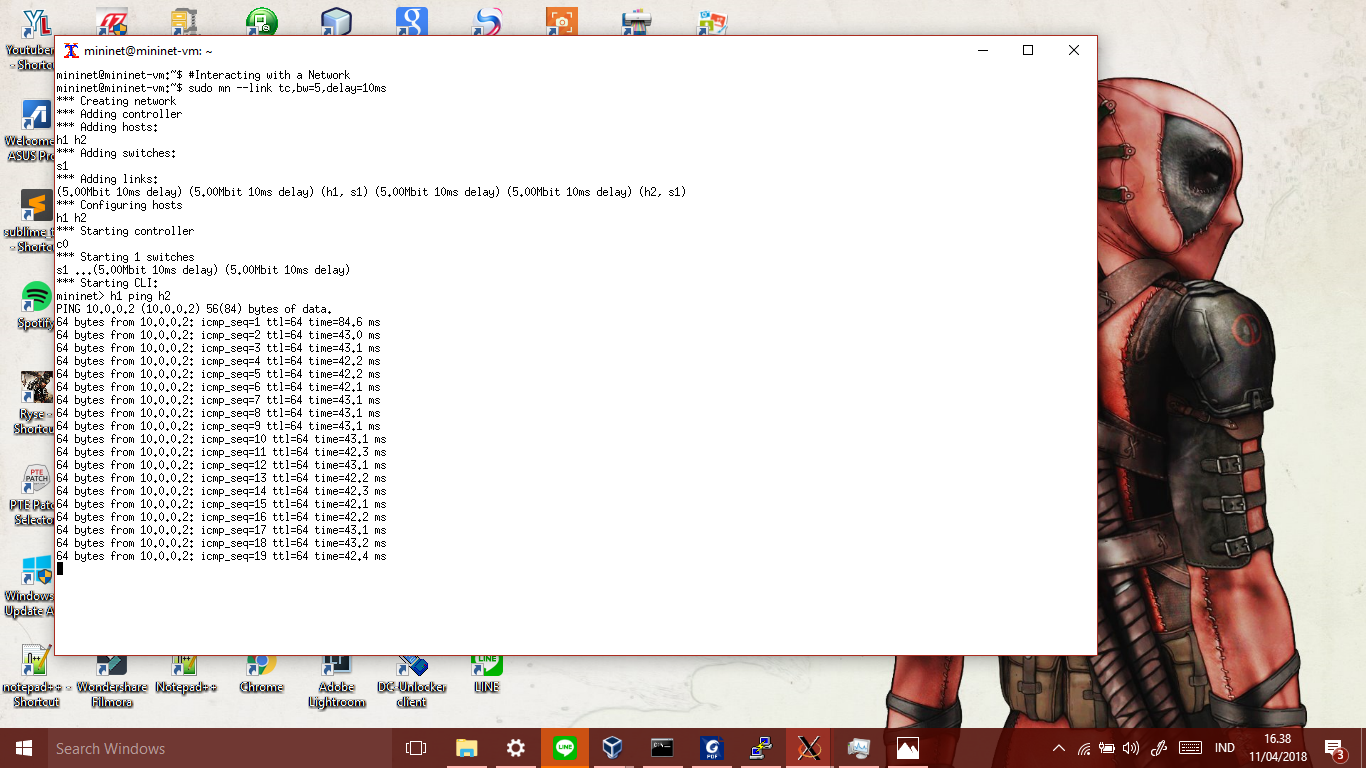 mininet@mininet-vm: ~
mininet@mininet-vm:~$ #Interacting with a Network
mininet@mininet-vm:~$ sudo mn --link tc,bw=5,delay=10ms
*** Creating network
*** Adding controller
*** Adding hosts:
h1 h2
*** Adding switches:
s1
*** Adding links:
(5.00Mbit 10ms delay) (5.00Mbit 10ms delay) (h1, s1) (5.00Mbit 10ms delay) (5.00Mbit 10ms delay) (h2, s1)
*** Configuring hosts
h1 h2
*** Starting controller
c0
*** Starting 1 switches
s1 ...(5.00Mbit 10ms delay) (5.00Mbit 10ms delay)
*** Starting CLI:
mininet> h1 ping h2
PING 10.0.0.2 (10.0.0.2) 56(84) bytes of data.
64 bytes from 10.0.0.2: icmp_seq=1 ttl=64 time=84.6 ms
64 bytes from 10.0.0.2: icmp_seq=2 ttl=64 time=43.0 ms
64 bytes from 10.0.0.2: icmp_seq=3 ttl=64 time=43.1 ms
64 bytes from 10.0.0.2: icmp_seq=4 ttl=64 time=42.2 ms
64 bytes from 10.0.0.2: icmp_seq=5 ttl=64 time=42.2 ms
64 bytes from 10.0.0.2: icmp_seq=6 ttl=64 time=42.1 ms
64 bytes from 10.0.0.2: icmp_seq=7 ttl=64 time=43.1 ms
64 bytes from 10.0.0.2: icmp_seq=8 ttl=64 time=43.1 ms
64 bytes from 10.0.0.2: icmp_seq=9 ttl=64 time=43.1 ms
64 bytes from 10.0.0.2: icmp_seq=10 ttl=64 time=43.1 ms
64 bytes from 10.0.0.2: icmp_seq=11 ttl=64 time=42.3 ms
64 bytes from 10.0.0.2: icmp_seq=12 ttl=64 time=43.1 ms
64 bytes from 10.0.0.2: icmp_seq=13 ttl=64 time=42.2 ms
64 bytes from 10.0.0.2: icmp_seq=14 ttl=64 time=42.3 ms
64 bytes from 10.0.0.2: icmp_seq=15 ttl=64 time=42.1 ms
64 bytes from 10.0.0.2: icmp_seq=16 ttl=64 time=42.2 ms
64 bytes from 10.0.0.2: icmp_seq=17 ttl=64 time=43.1 ms
64 bytes from 10.0.0.2: icmp_seq=18 ttl=64 time=43.2 ms
64 bytes from 10.0.0.2: icmp_seq=19 ttl=64 time=42.4 ms
Youtube
- Shortc
Welcome
ASUS Pr
sublime_t
- Shortc
Spotify
Ryse -
Shortcu
PTE
PATCH
PTE Patc
Selecto
Windows
Update A
notepad++ -
Shortcut
Wondershare
Filmora
Notepad++
Chrome
Adobe
Lightroom
DC-Unlocker
client
LINE
LINE
Search Windows
LINE
PDF
IND
16.38
11/04/2018
3